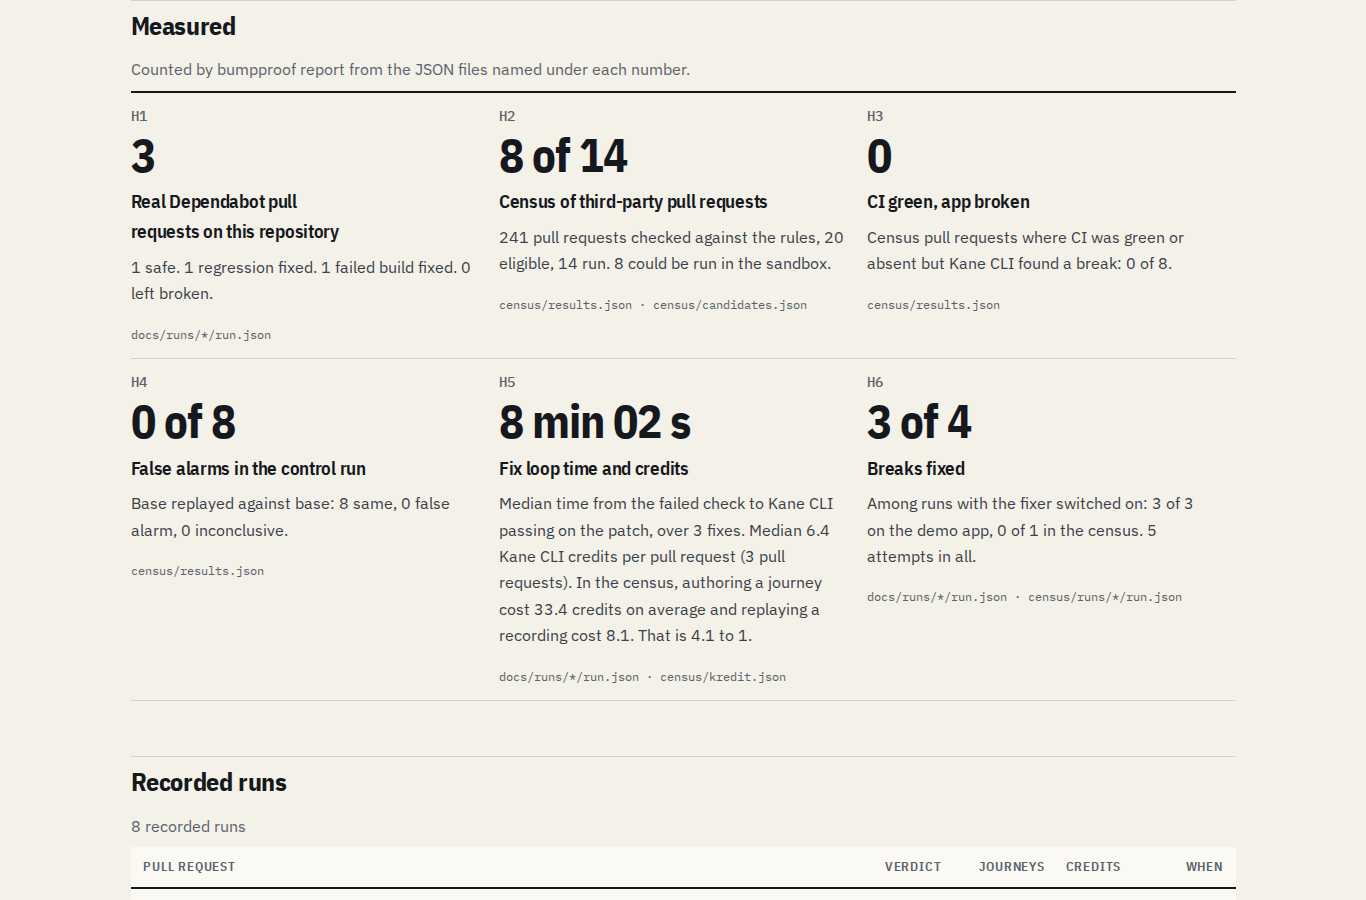 Measured
Counted by bumpproof report from the JSON files named under each number.
H1
3
Real Dependabot pull
requests on this repository
1 safe. 1 regression fixed. 1 failed build fixed. 0
left broken.
docs/runs/*/run.json
H2
8 of 14
Census of third-party pull requests
241 pull requests checked against the rules, 20
eligible, 14 run. 8 could be run in the sandbox.
census/results.json · census/candidates.json
H3
0
CI green, app broken
Census pull requests where CI was green or
absent but Kane CLI found a break: 0 of 8.
census/results.json
H4
0 of 8
False alarms in the control run
Base replayed against base: 8 same, 0 false
alarm, 0 inconclusive.
census/results.json
H5
8 min 02 s
Fix loop time and credits
Median time from the failed check to Kane CLI
passing on the patch, over 3 fixes. Median 6.4
Kane CLI credits per pull request (3 pull
requests). In the census, authoring a journey
cost 33.4 credits on average and replaying a
recording cost 8.1. That is 4.1 to 1.
docs/runs/*/run.json · census/kredit.json
H6
3 of 4
Breaks fixed
Among runs with the fixer switched on: 3 of 3
on the demo app, 0 of 1 in the census. 5
attempts in all.
docs/runs/*/run.json · census/runs/*/run.json
Recorded runs
8 recorded runs
PULL REQUEST VERDICT JOURNEYS CREDITS WHEN